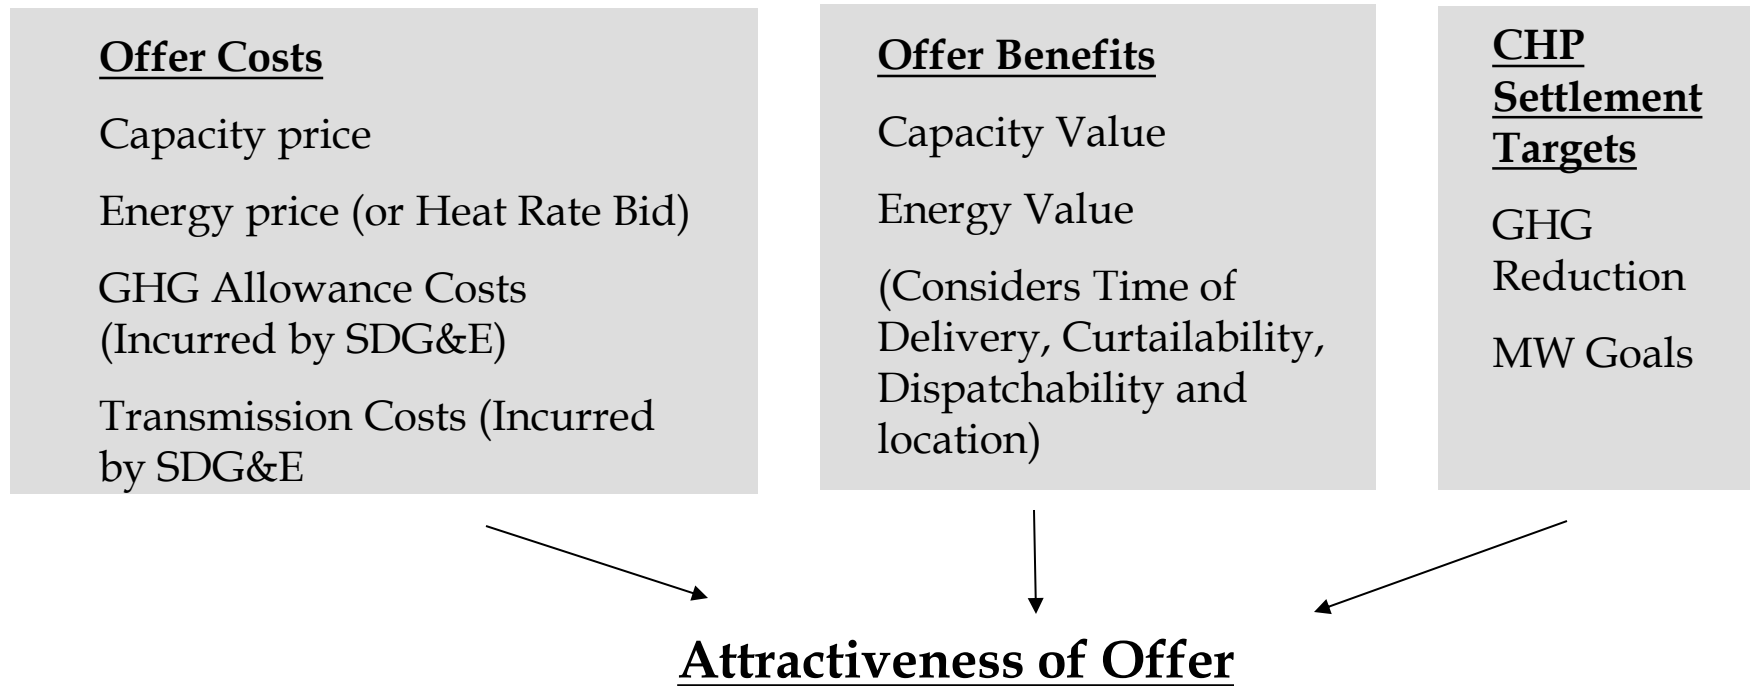 Offer Costs
Capacity price
Energy price (or Heat Rate Bid)
GHG Allowance Costs
(Incurred by SDG&E)
Transmission Costs (Incurred
by SDG&E
Offer Benefits
Capacity Value
Energy Value
(Considers Time of
Delivery, Curtailability,
Dispatchability and
location)
CHP
Settlement
Targets
GHG
Reduction
MW Goals
Attractiveness of Offer